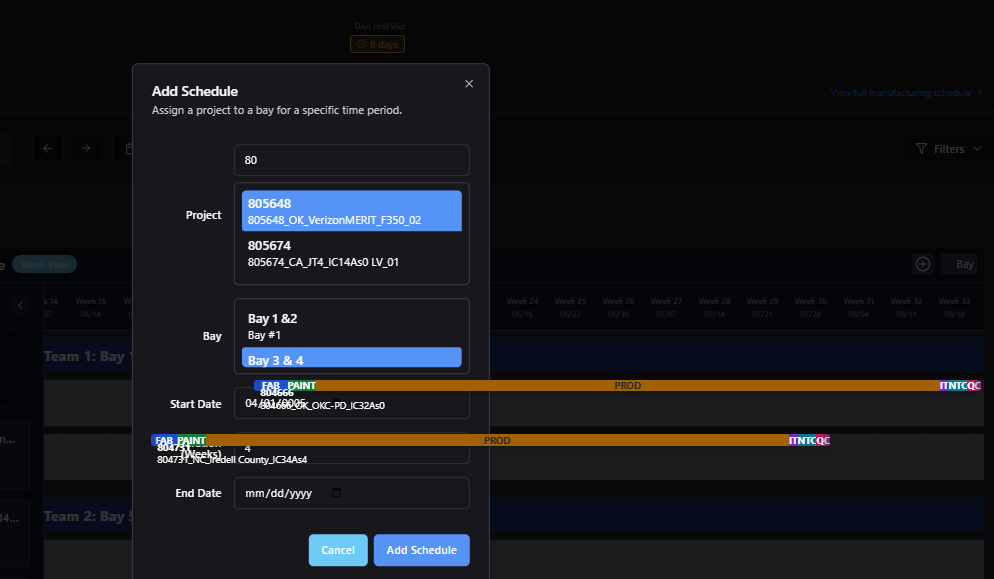 Days Until Ship
8 days
Add Schedule
Assign a project to a bay for a specific time period.
View full manufacturing schedule
Filters
80
Project
805648
805648_OK_VerizonMERIT_F350_02
805674
805674_CA_JT4_IC14As0 LV_01
Week View
Bay
Week 15
04/14
Week 24
06/16
Week 25
06/23
Week 26
06/30
Week 27
07/07
Week 28
07/14
Week 29
07/21
Week 30
07/28
Week 31
08/04
Week 32
08/11
Week 33
08/18
Bay
Bay 1 &2
Bay #1
Bay 3 & 4
Team 1: Bay
FAB PAINT PROD IT NTC QC
804666
804666_OK_OKC-PD_IC32As0
Start Date
04/01/0005
FAB PAINT PROD IT NTC QC
804731
(Weeks)
4
804731_NC_Iredell County_IC34As4
End Date
mm/dd/yyyy
Team 2: Bay
Cancel
Add Schedule